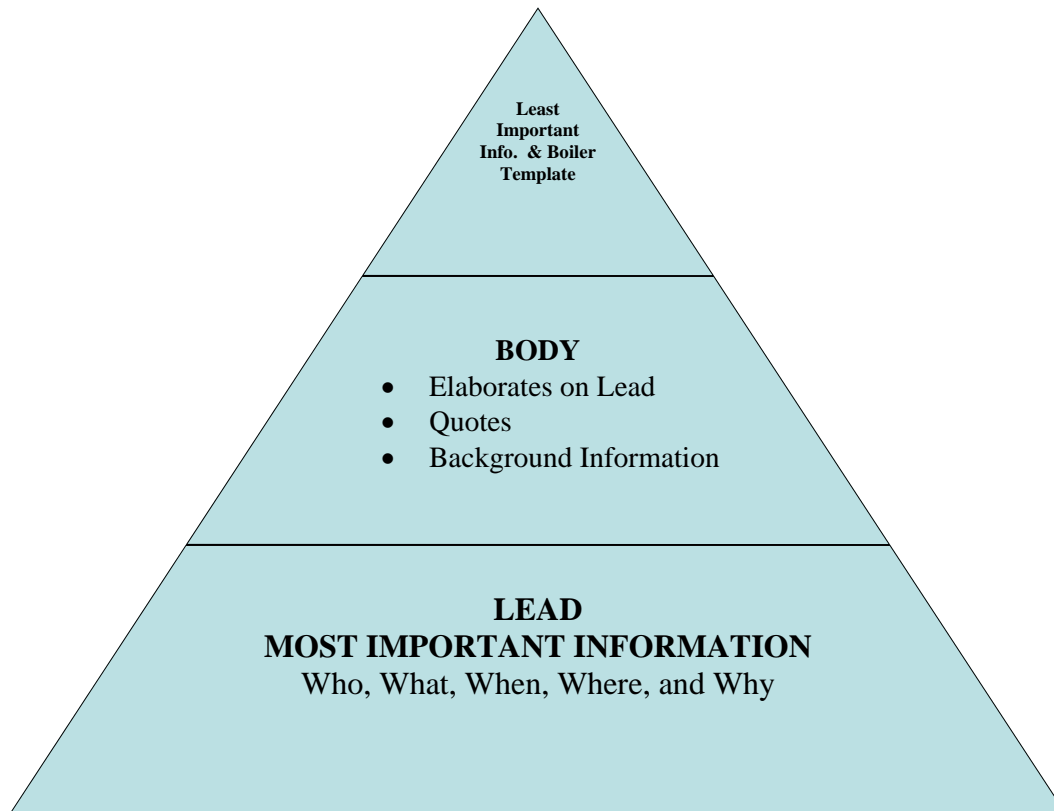 Least
Important
Info. & Boiler
Template
BODY
• Elaborates on Lead
• Quotes
• Background Information
LEAD
MOST IMPORTANT INFORMATION
Who, What, When, Where, and Why